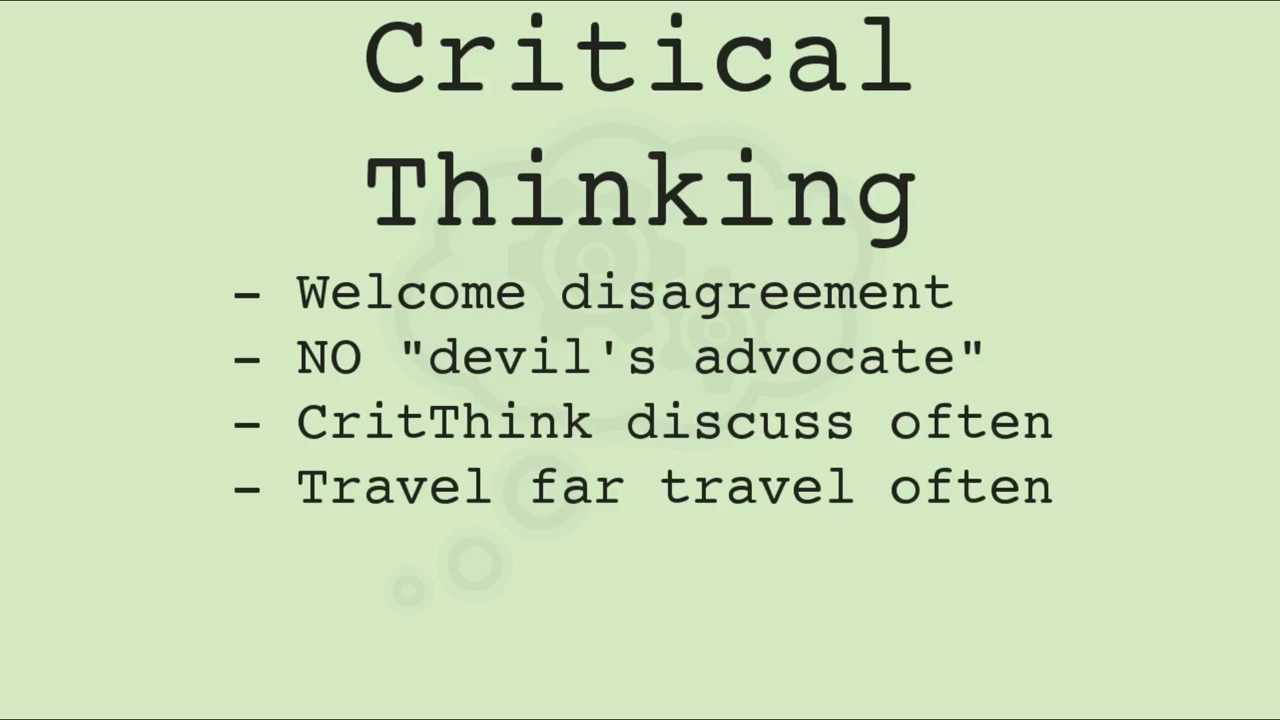 Critical
Thinking
- Welcome disagreement
- NO "devil's advocate"
- CritThink discuss often
- Travel far travel often